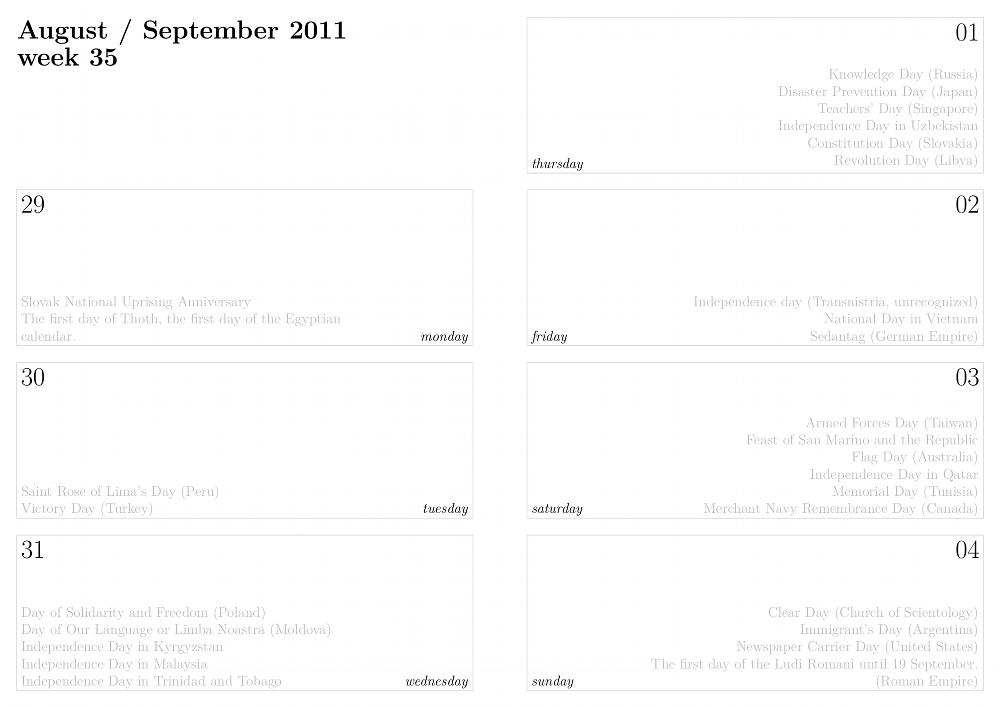 August / September 2011
week 35
29
Slovak National Uprising Anniversary
The first day of Thoth, the first day of the Egyptian
calendar.
monday
30
Saint Rose of Lima's Day (Peru)
Victory Day (Turkey)
tuesday
31
Day of Solidarity and Freedom (Poland)
Day of Our Language or Limba Noastra (Moldova)
Independence Day in Kyrgyzstan
Independence Day in Malaysia
Independence Day in Trinidad and Tobago
wednesday
01
Knowledge Day (Russia)
Disaster Prevention Day (Japan)
Teachers' Day (Singapore)
Independence Day in Uzbekistan
Constitution Day (Slovakia)
Revolution Day (Libya)
thursday
02
Independence day (Transnistria, unrecognized)
National Day in Vietnam
Sedantag (German Empire)
friday
03
Armed Forces Day (Taiwan)
Feast of San Marino and the Republic
Flag Day (Australia)
Independence Day in Qatar
Memorial Day (Tunisia)
Merchant Navy Remembrance Day (Canada)
saturday
04
Clear Day (Church of Scientology)
Immigrant's Day (Argentina)
Newspaper Carrier Day (United States)
The first day of the Ludi Romani until 19 September.
(Roman Empire)
sunday